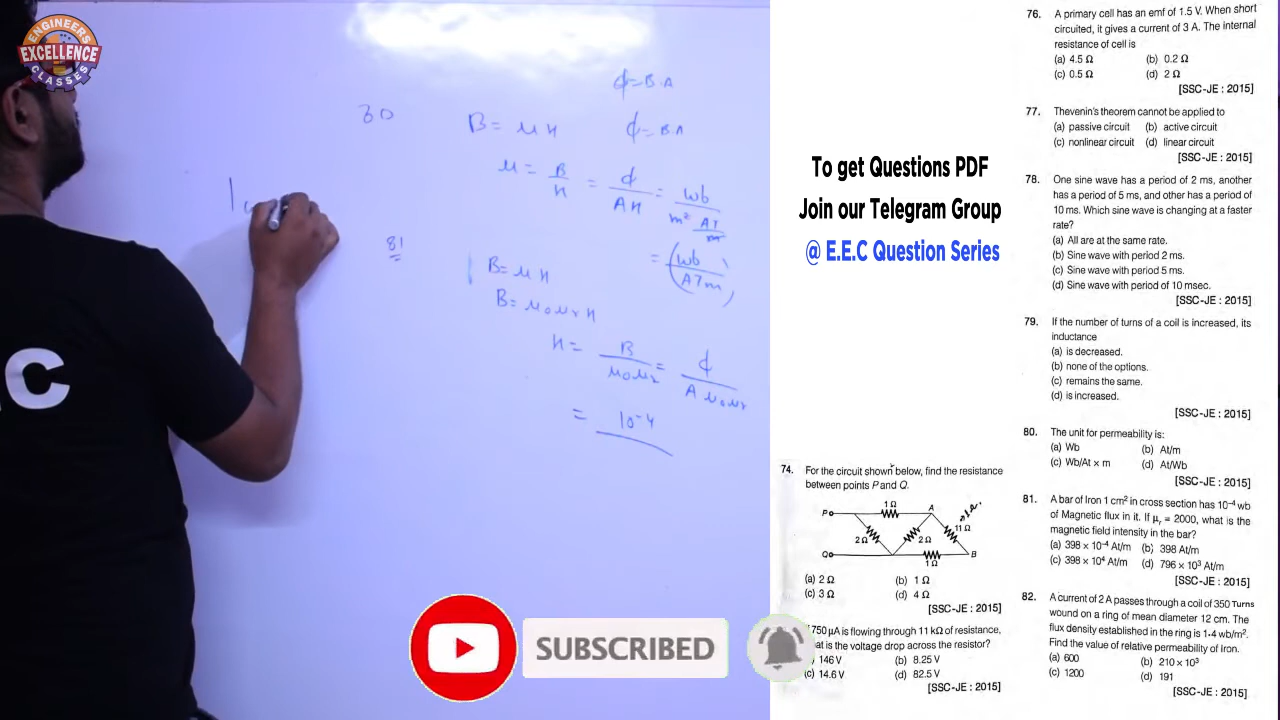 ENGINEERS
EXCELLENCE
CLASSES
C
30
B = μH
ϕ = B A
ϕ = BA
μ = B/H = ϕ/AH = wb/m² AT/m
= (wb/ATm)
81
B = μH
B = μ₀μᵣH
H = B/μ₀μᵣ = ϕ/A μ₀μᵣ
= 10⁻⁴
1
To get Questions PDF
Join our Telegram Group
@ E.E.C Question Series
74. For the circuit shown below, find the resistance
between points P and Q.
1 Ω
P
A
2 Ω
2 Ω
11 Ω
Q
B
1 Ω
(a) 2 Ω (b) 1 Ω
(c) 3 Ω (d) 4 Ω
[SSC-JE : 2015]
750 μA is flowing through 11 kΩ of resistance,
is the voltage drop across the resistor?
146 V (b) 8.25 V
(c) 14.6 V (d) 82.5 V
[SSC-JE : 2015]
76. A primary cell has an emf of 1.5 V. When short
circuited, it gives a current of 3 A. The internal
resistance of cell is
(a) 4.5 Ω (b) 0.2 Ω
(c) 0.5 Ω (d) 2 Ω
[SSC-JE : 2015]
77. Thevenin's theorem cannot be applied to
(a) passive circuit (b) active circuit
(c) nonlinear circuit (d) linear circuit
[SSC-JE : 2015]
78. One sine wave has a period of 2 ms, another
has a period of 5 ms, and other has a period of
10 ms. Which sine wave is changing at a faster
rate?
(a) All are at the same rate.
(b) Sine wave with period 2 ms.
(c) Sine wave with period 5 ms.
(d) Sine wave with period of 10 msec.
[SSC-JE : 2015]
79. If the number of turns of a coil is increased, its
inductance
(a) is decreased.
(b) none of the options.
(c) remains the same.
(d) is increased.
[SSC-JE : 2015]
80. The unit for permeability is:
(a) Wb (b) At/m
(c) Wb/At × m (d) At/Wb
[SSC-JE : 2015]
81. A bar of Iron 1 cm² in cross section has 10⁻⁴ wb
of Magnetic flux in it. If μᵣ = 2000, what is the
magnetic field intensity in the bar?
(a) 398 × 10⁻⁴ At/m (b) 398 At/m
(c) 398 × 10⁴ At/m (d) 796 × 10³ At/m
[SSC-JE : 2015]
82. A current of 2 A passes through a coil of 350 Turns
wound on a ring of mean diameter 12 cm. The
flux density established in the ring is 1·4 wb/m².
Find the value of relative permeability of Iron.
(a) 600 (b) 210 × 10³
(c) 1200 (d) 191
[SSC-JE : 2015]
SUBSCRIBED